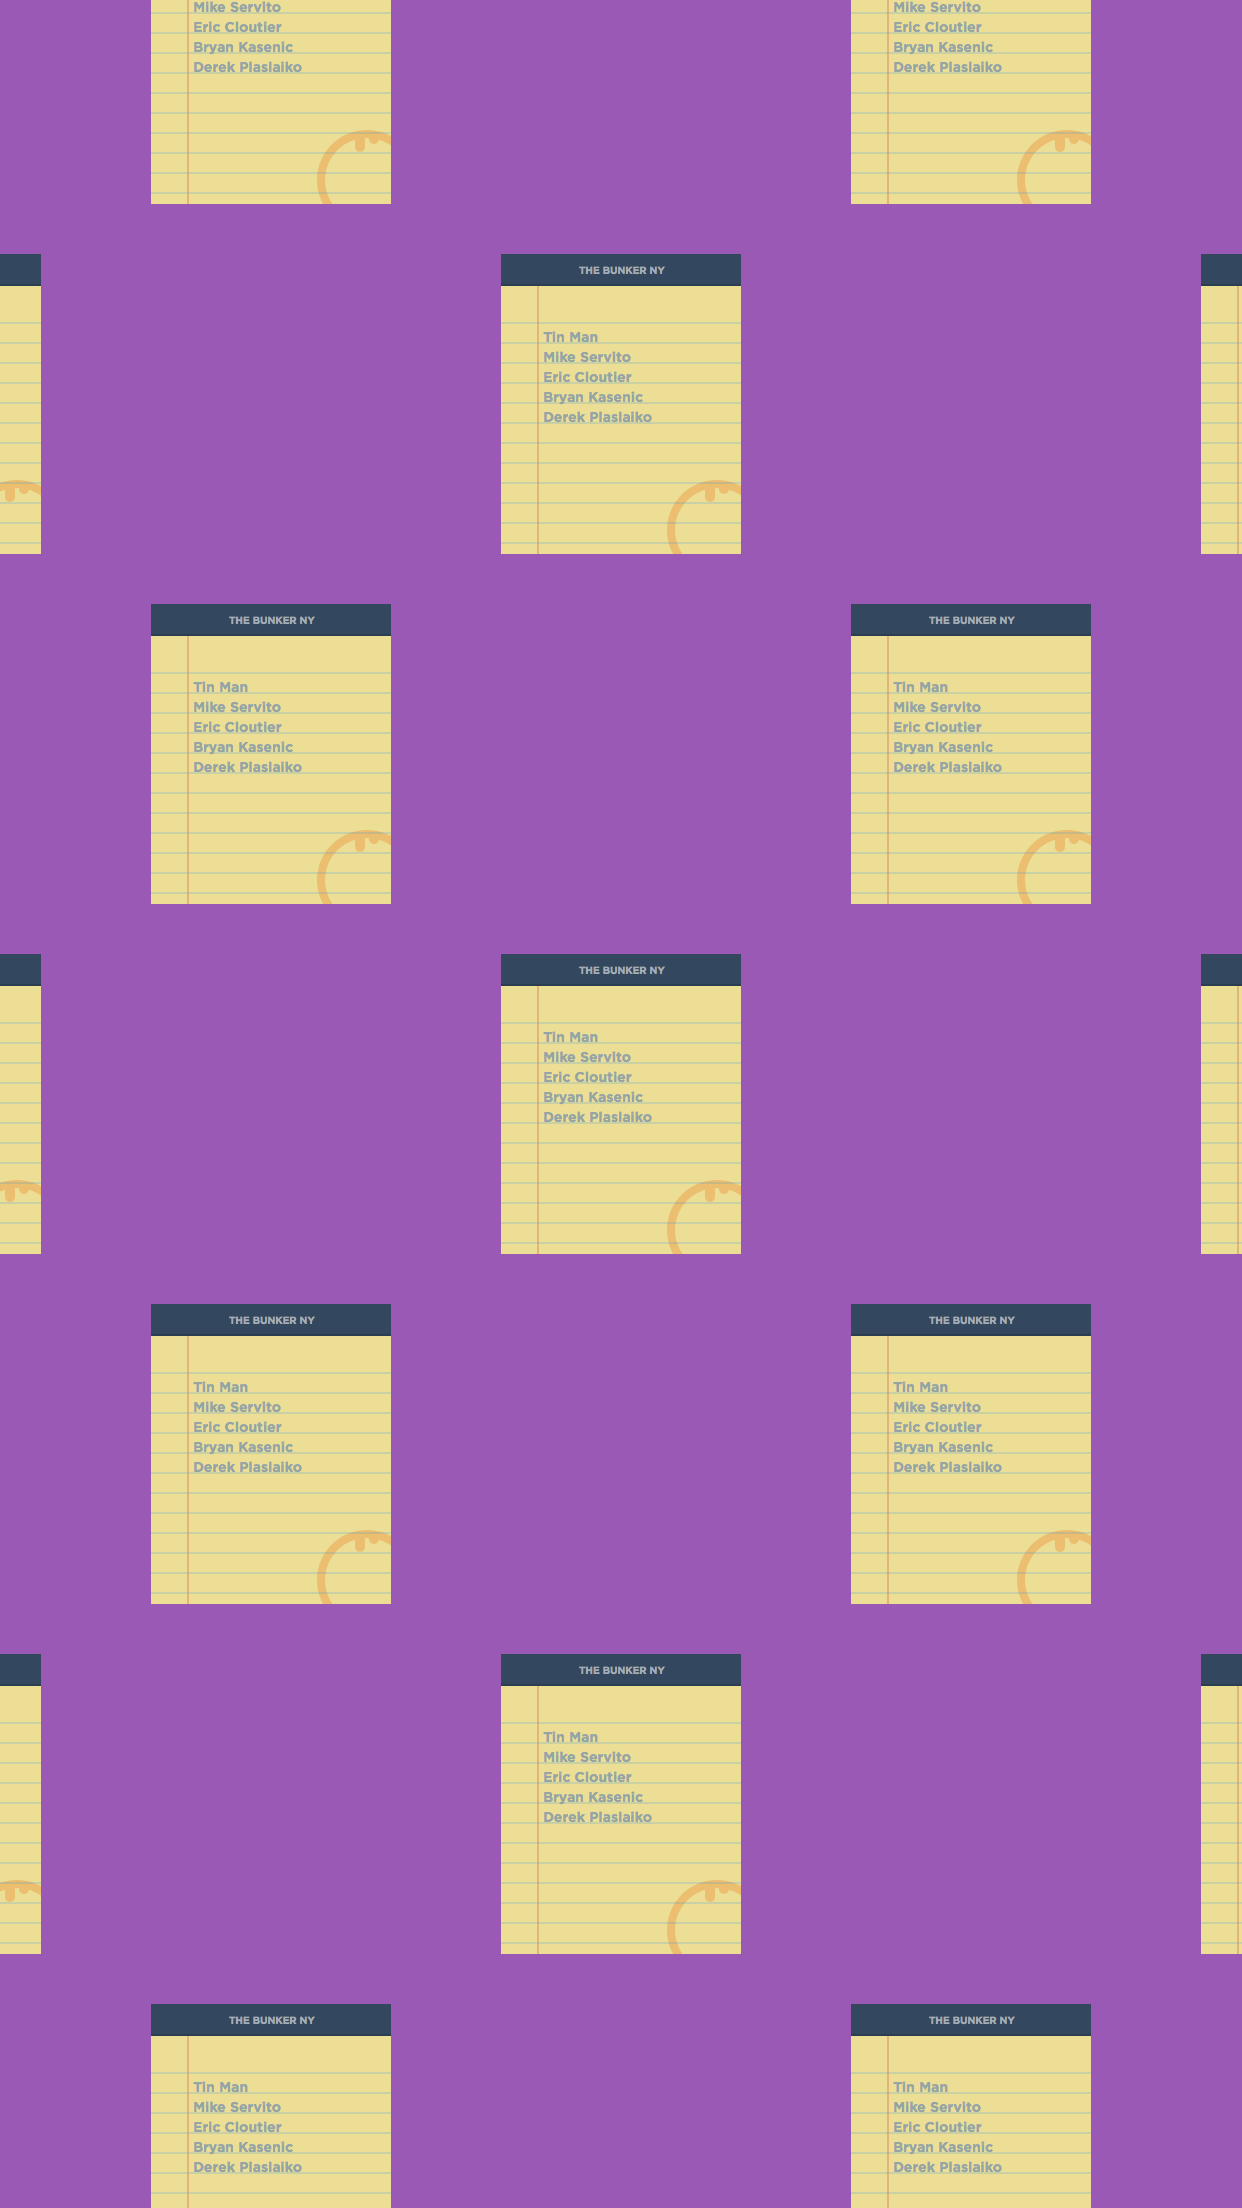 Mike Servito
Eric Cloutier
Bryan Kasenic
Derek Plaslaiko
Mike Servito
Eric Cloutier
Bryan Kasenic
Derek Plaslaiko
THE BUNKER NY
Tin Man
Mike Servito
Eric Cloutier
Bryan Kasenic
Derek Plaslaiko
THE BUNKER NY
Tin Man
Mike Servito
Eric Cloutier
Bryan Kasenic
Derek Plaslaiko
THE BUNKER NY
Tin Man
Mike Servito
Eric Cloutier
Bryan Kasenic
Derek Plaslaiko
THE BUNKER NY
Tin Man
Mike Servito
Eric Cloutier
Bryan Kasenic
Derek Plaslaiko
THE BUNKER NY
Tin Man
Mike Servito
Eric Cloutier
Bryan Kasenic
Derek Plaslaiko
THE BUNKER NY
Tin Man
Mike Servito
Eric Cloutier
Bryan Kasenic
Derek Plaslaiko
THE BUNKER NY
Tin Man
Mike Servito
Eric Cloutier
Bryan Kasenic
Derek Plaslaiko
THE BUNKER NY
Tin Man
Mike Servito
Eric Cloutier
Bryan Kasenic
Derek Plaslaiko
THE BUNKER NY
Tin Man
Mike Servito
Eric Cloutier
Bryan Kasenic
Derek Plaslaiko